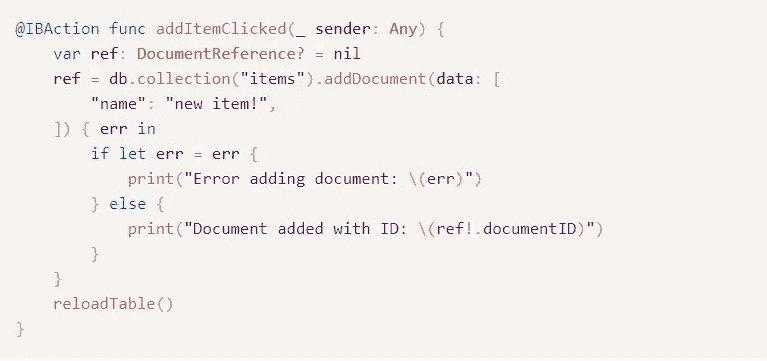 @IBAction func addItemClicked(_ sender: Any) {
    var ref: DocumentReference? = nil
    ref = db.collection("items").addDocument(data: [
        "name": "new item!",
    ]) { err in
        if let err = err {
            print("Error adding document: \(err)")
        } else {
            print("Document added with ID: \(ref!.documentID)")
        }
    }
    reloadTable()
}